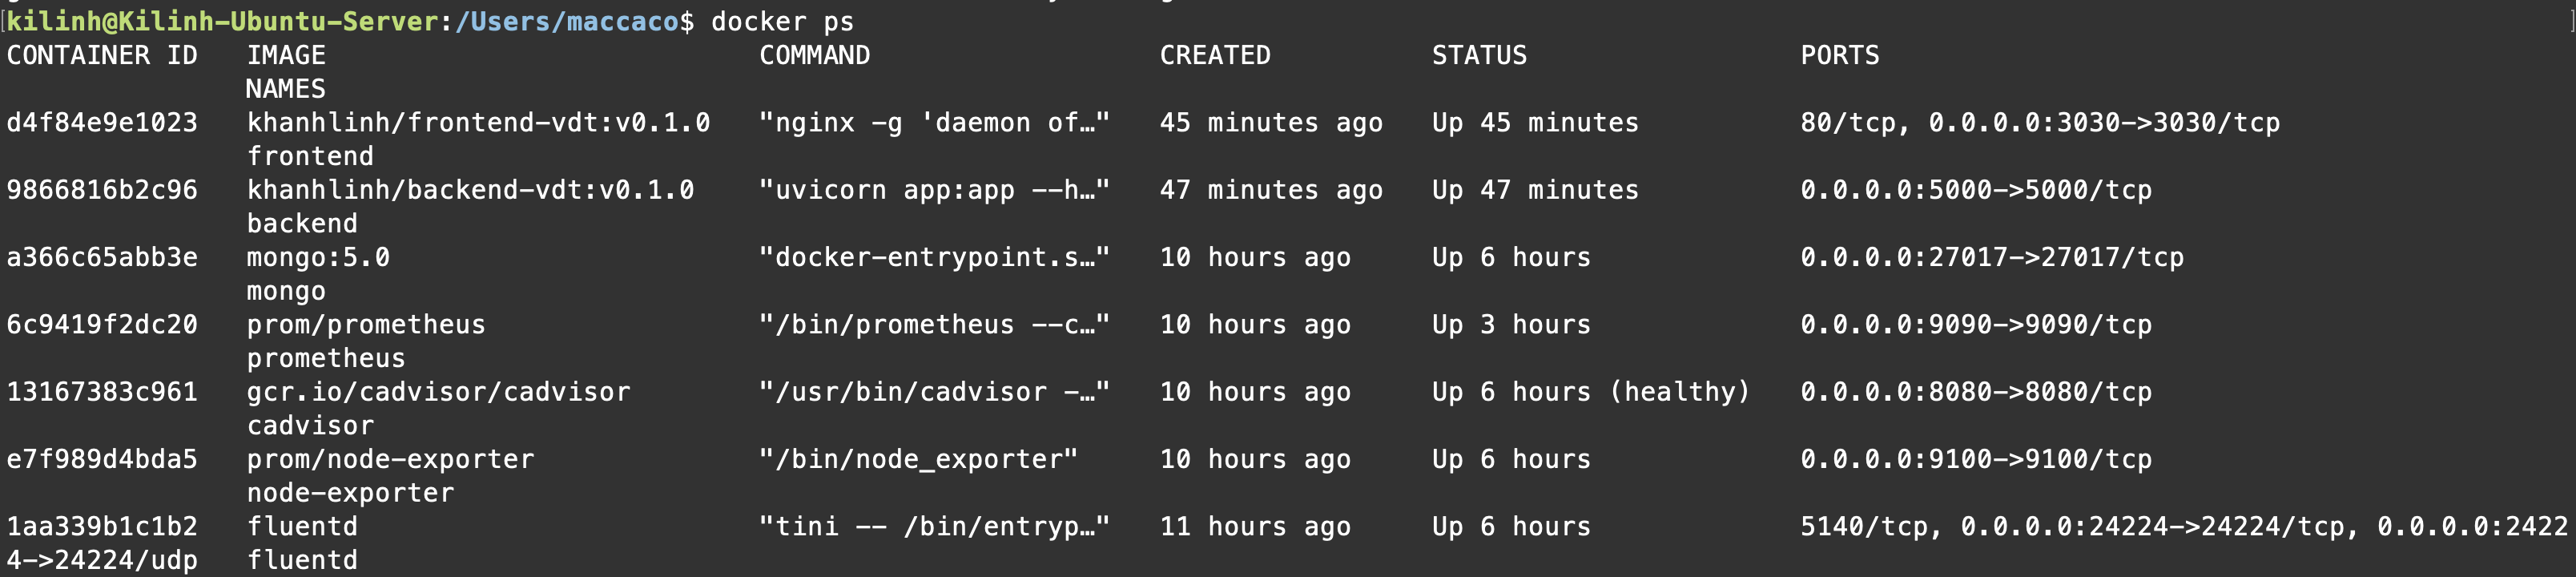 kilinh@Kilinh-Ubuntu-Server:/Users/maccaco$ docker ps
CONTAINER ID   IMAGE                           COMMAND                  CREATED          STATUS                 PORTS
               NAMES
d4f84e9e1023   khanhlinh/frontend-vdt:v0.1.0   "nginx -g 'daemon of…"   45 minutes ago   Up 45 minutes          80/tcp, 0.0.0.0:3030->3030/tcp
               frontend
9866816b2c96   khanhlinh/backend-vdt:v0.1.0    "uvicorn app:app --h…"   47 minutes ago   Up 47 minutes          0.0.0.0:5000->5000/tcp
               backend
a366c65abb3e   mongo:5.0                       "docker-entrypoint.s…"   10 hours ago     Up 6 hours             0.0.0.0:27017->27017/tcp
               mongo
6c9419f2dc20   prom/prometheus                 "/bin/prometheus --c…"   10 hours ago     Up 3 hours             0.0.0.0:9090->9090/tcp
               prometheus
13167383c961   gcr.io/cadvisor/cadvisor        "/usr/bin/cadvisor -…"   10 hours ago     Up 6 hours (healthy)   0.0.0.0:8080->8080/tcp
               cadvisor
e7f989d4bda5   prom/node-exporter              "/bin/node_exporter"     10 hours ago     Up 6 hours             0.0.0.0:9100->9100/tcp
               node-exporter
1aa339b1c1b2   fluentd                         "tini -- /bin/entryp…"   11 hours ago     Up 6 hours             5140/tcp, 0.0.0.0:24224->24224/tcp, 0.0.0.0:2422
4->24224/udp   fluentd